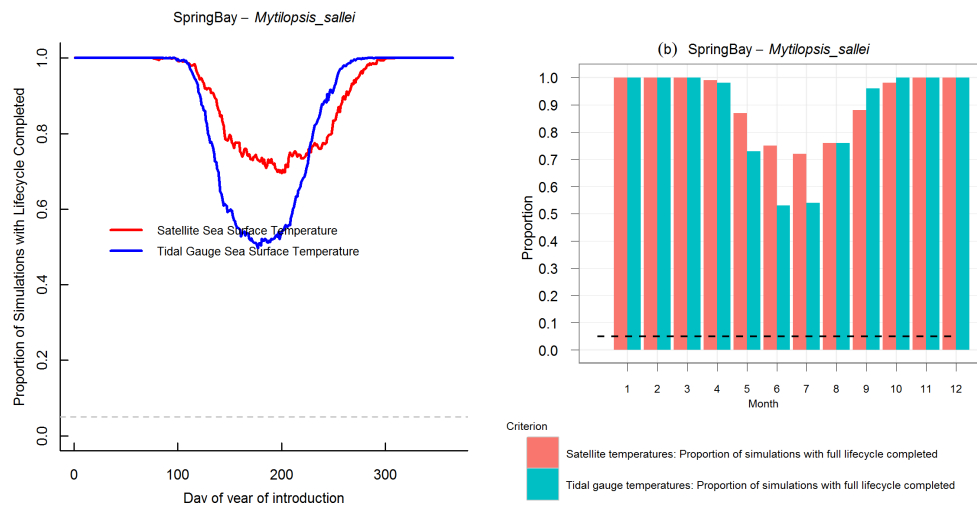 SpringBay – Mytilopsis_sallei
Proportion of Simulations with Lifecycle Completed
1.0
0.8
0.6
0.4
0.2
0.0
Satellite Sea Surface Temperature
Tidal Gauge Sea Surface Temperature
0
100
200
300
Day of year of introduction
(b) SpringBay – Mytilopsis_sallei
Proportion
1.0
0.9
0.8
0.7
0.6
0.5
0.4
0.3
0.2
0.1
0.0
1 2 3 4 5 6 7 8 9 10 11 12
Month
Criterion
Satellite temperatures: Proportion of simulations with full lifecycle completed
Tidal gauge temperatures: Proportion of simulations with full lifecycle completed